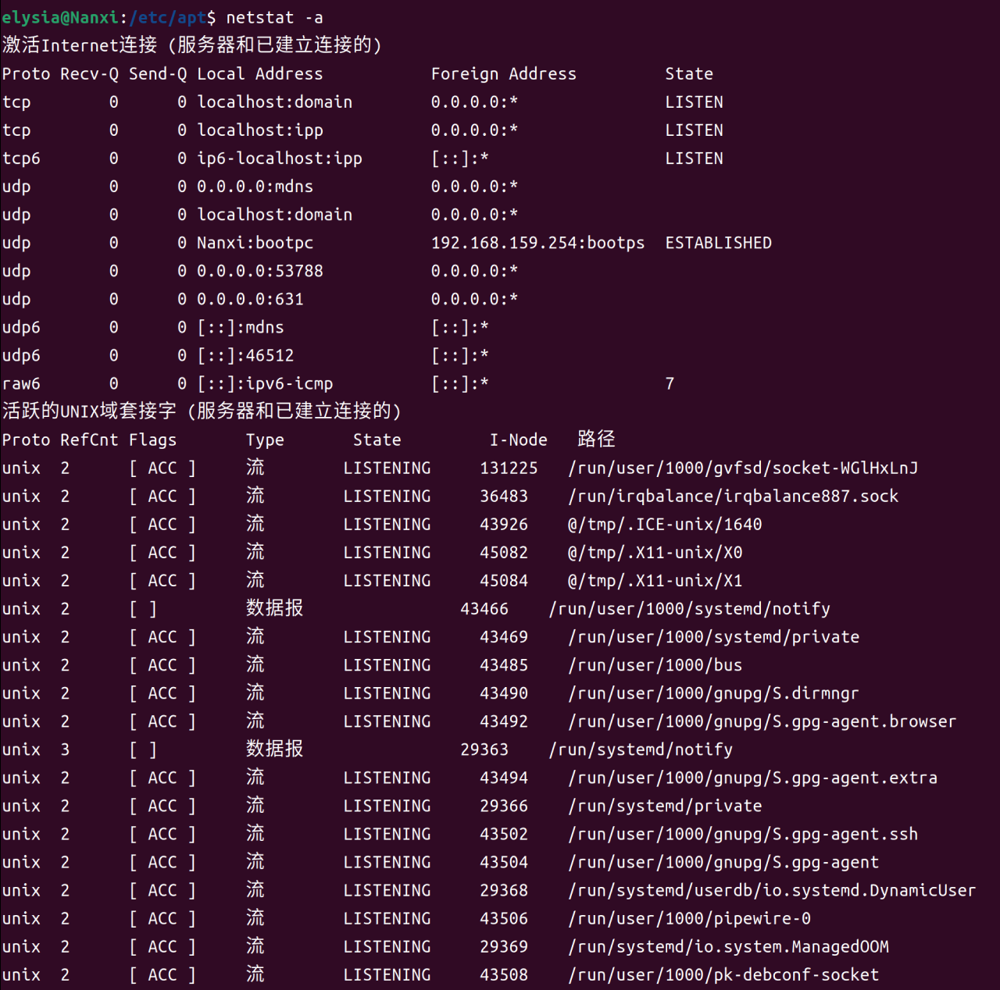 elysia@Nanxi:/etc/apt$ netstat -a
激活Internet连接 (服务器和已建立连接的)
Proto Recv-Q Send-Q Local Address           Foreign Address         State
tcp        0      0 localhost:domain        0.0.0.0:*               LISTEN
tcp        0      0 localhost:ipp           0.0.0.0:*               LISTEN
tcp6       0      0 ip6-localhost:ipp       [::]:*                  LISTEN
udp        0      0 0.0.0.0:mdns            0.0.0.0:*
udp        0      0 localhost:domain        0.0.0.0:*
udp        0      0 Nanxi:bootpc            192.168.159.254:bootps  ESTABLISHED
udp        0      0 0.0.0.0:53788           0.0.0.0:*
udp        0      0 0.0.0.0:631             0.0.0.0:*
udp6       0      0 [::]:mdns               [::]:*
udp6       0      0 [::]:46512              [::]:*
raw6       0      0 [::]:ipv6-icmp          [::]:*                  7
活跃的UNIX域套接字 (服务器和已建立连接的)
Proto RefCnt Flags       Type       State         I-Node   路径
unix  2      [ ACC ]     流        LISTENING     131225   /run/user/1000/gvfsd/socket-WGlHxLnJ
unix  2      [ ACC ]     流        LISTENING     36483    /run/irqbalance/irqbalance887.sock
unix  2      [ ACC ]     流        LISTENING     43926    @/tmp/.ICE-unix/1640
unix  2      [ ACC ]     流        LISTENING     45082    @/tmp/.X11-unix/X0
unix  2      [ ACC ]     流        LISTENING     45084    @/tmp/.X11-unix/X1
unix  2      [ ]         数据报                43466    /run/user/1000/systemd/notify
unix  2      [ ACC ]     流        LISTENING     43469    /run/user/1000/systemd/private
unix  2      [ ACC ]     流        LISTENING     43485    /run/user/1000/bus
unix  2      [ ACC ]     流        LISTENING     43490    /run/user/1000/gnupg/S.dirmngr
unix  2      [ ACC ]     流        LISTENING     43492    /run/user/1000/gnupg/S.gpg-agent.browser
unix  3      [ ]         数据报                29363    /run/systemd/notify
unix  2      [ ACC ]     流        LISTENING     43494    /run/user/1000/gnupg/S.gpg-agent.extra
unix  2      [ ACC ]     流        LISTENING     29366    /run/systemd/private
unix  2      [ ACC ]     流        LISTENING     43502    /run/user/1000/gnupg/S.gpg-agent.ssh
unix  2      [ ACC ]     流        LISTENING     43504    /run/user/1000/gnupg/S.gpg-agent
unix  2      [ ACC ]     流        LISTENING     29368    /run/systemd/userdb/io.systemd.DynamicUser
unix  2      [ ACC ]     流        LISTENING     43506    /run/user/1000/pipewire-0
unix  2      [ ACC ]     流        LISTENING     29369    /run/systemd/io.system.ManagedOOM
unix  2      [ ACC ]     流        LISTENING     43508    /run/user/1000/pk-debconf-socket